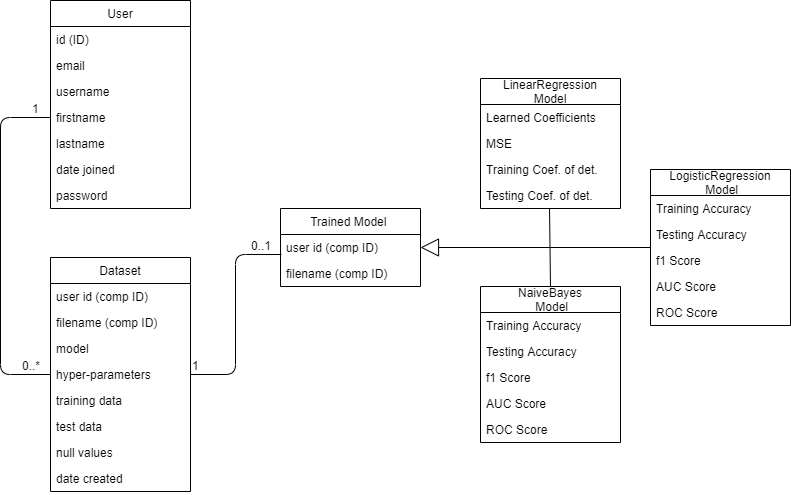 User
id (ID)
email
username
firstname
lastname
date joined
password
1
0..*
Dataset
user id (comp ID)
filename (comp ID)
model
hyper-parameters
training data
test data
null values
date created
1
0..1
Trained Model
user id (comp ID)
filename (comp ID)
LinearRegression
Model
Learned Coefficients
MSE
Training Coef. of det.
Testing Coef. of det.
NaiveBayes
Model
Training Accuracy
Testing Accuracy
f1 Score
AUC Score
ROC Score
LogisticRegression
Model
Training Accuracy
Testing Accuracy
f1 Score
AUC Score
ROC Score